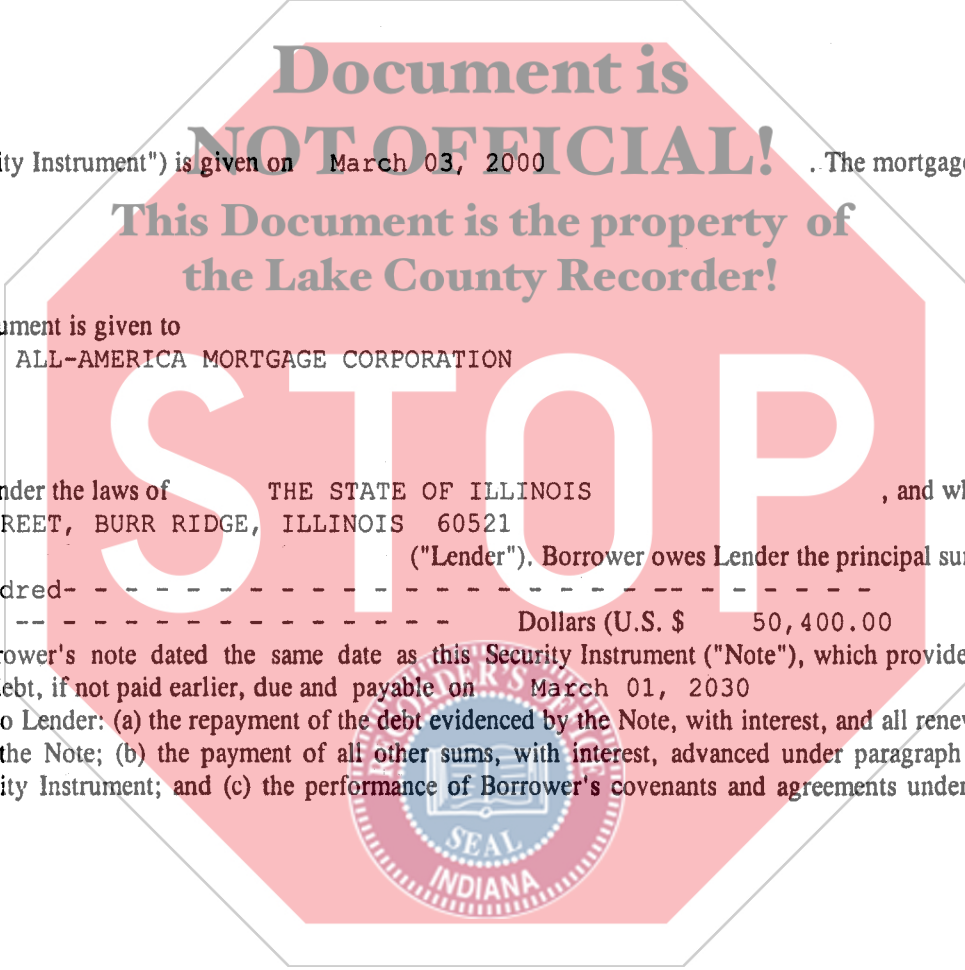 Document is
NOT OFFICIAL!
ity Instrument") is given on March 03, 2000 . The mortgage
This Document is the property of
the Lake County Recorder!
ument is given to
ALL-AMERICA MORTGAGE CORPORATION
STOP
nder the laws of THE STATE OF ILLINOIS , and wh
REET, BURR RIDGE, ILLINOIS 60521
("Lender"). Borrower owes Lender the principal sum
dred- - - - - - - - - - - - - - - - - - - - - - -- - - - - - -
-- - - - - - - - - - - - - - Dollars (U.S. $ 50,400.00
rower's note dated the same date as this Security Instrument ("Note"), which provide
ebt, if not paid earlier, due and payable on March 01, 2030
o Lender: (a) the repayment of the debt evidenced by the Note, with interest, and all renew
the Note; (b) the payment of all other sums, with interest, advanced under paragraph
ity Instrument; and (c) the performance of Borrower's covenants and agreements under
RECORDER'S OFFICE
SEAL
INDIANA